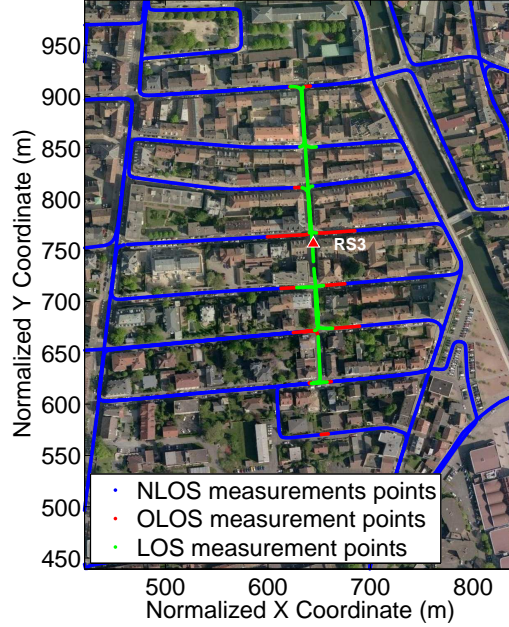 950
900
850
800
750
700
650
600
550
500
450
Normalized Y Coordinate (m)
RS3
NLOS measurements points
OLOS measurement points
LOS measurement points
500 600 700 800
Normalized X Coordinate (m)